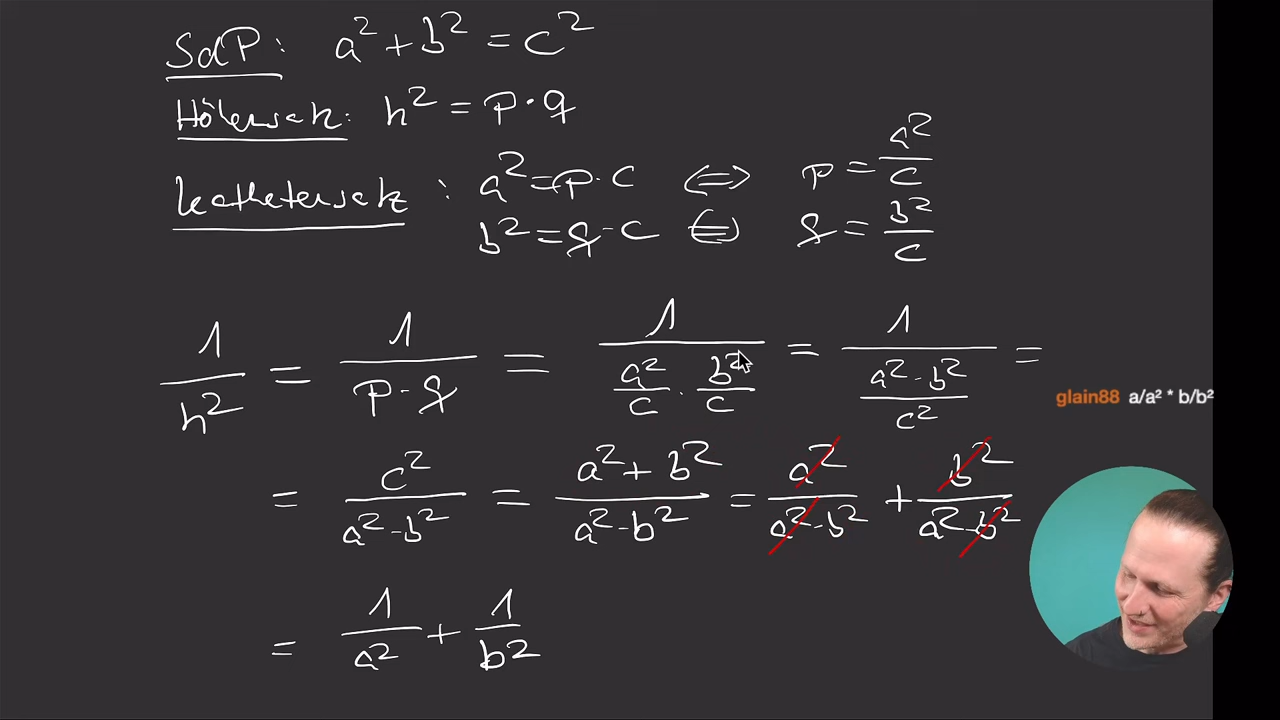 SdP: a² + b² = c²
Höhensatz: h² = p · q
Kathetensatz: a² = p · c ⟺ p = a²/c
b² = q · c ⟺ q = b²/c
1/h² = 1/(p · q) = 1/(a²/c · b²/c) = 1/((a² · b²)/c²) =
glain88 a/a² * b/b²
= c²/(a² · b²) = (a² + b²)/(a² · b²) = a²/(a² · b²) + b²/(a² · b²)
= 1/a² + 1/b²